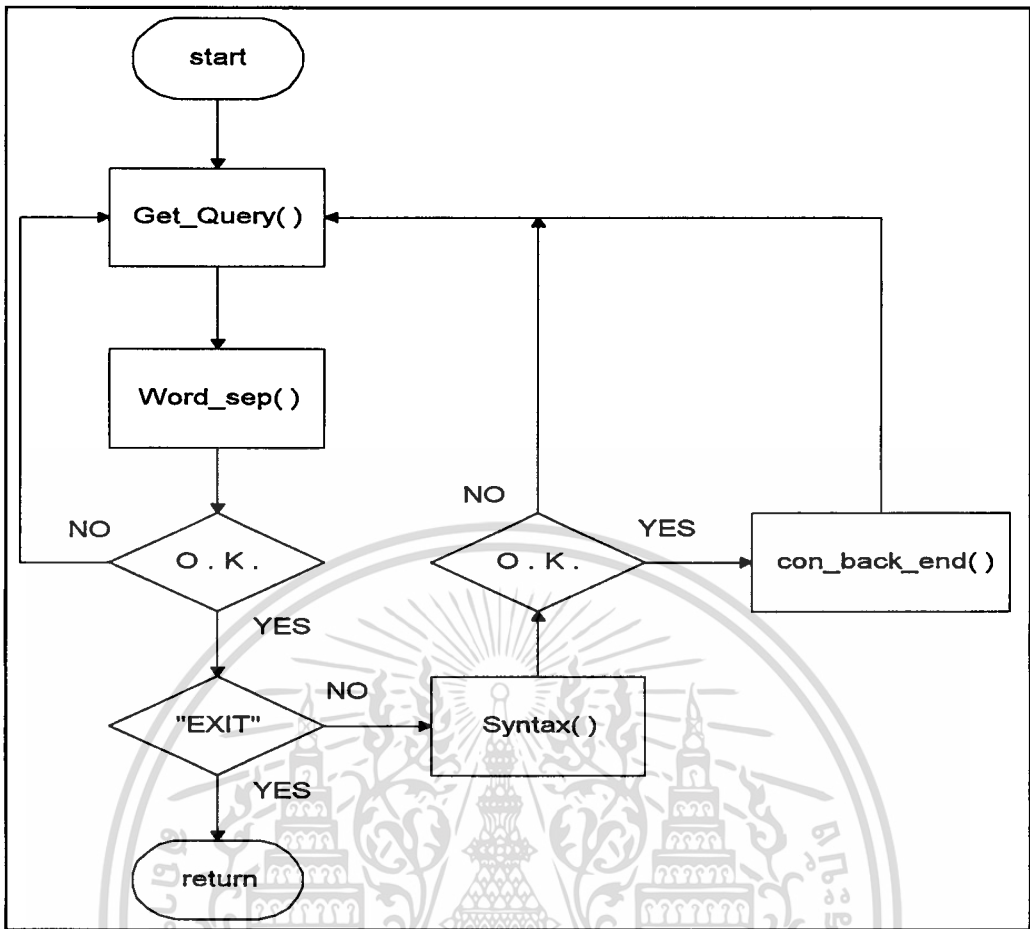 start
Get_Query( )
Word_sep( )
NO
O . K .
YES
NO
O . K .
YES
con_back_end( )
"EXIT"
NO
Syntax( )
YES
return